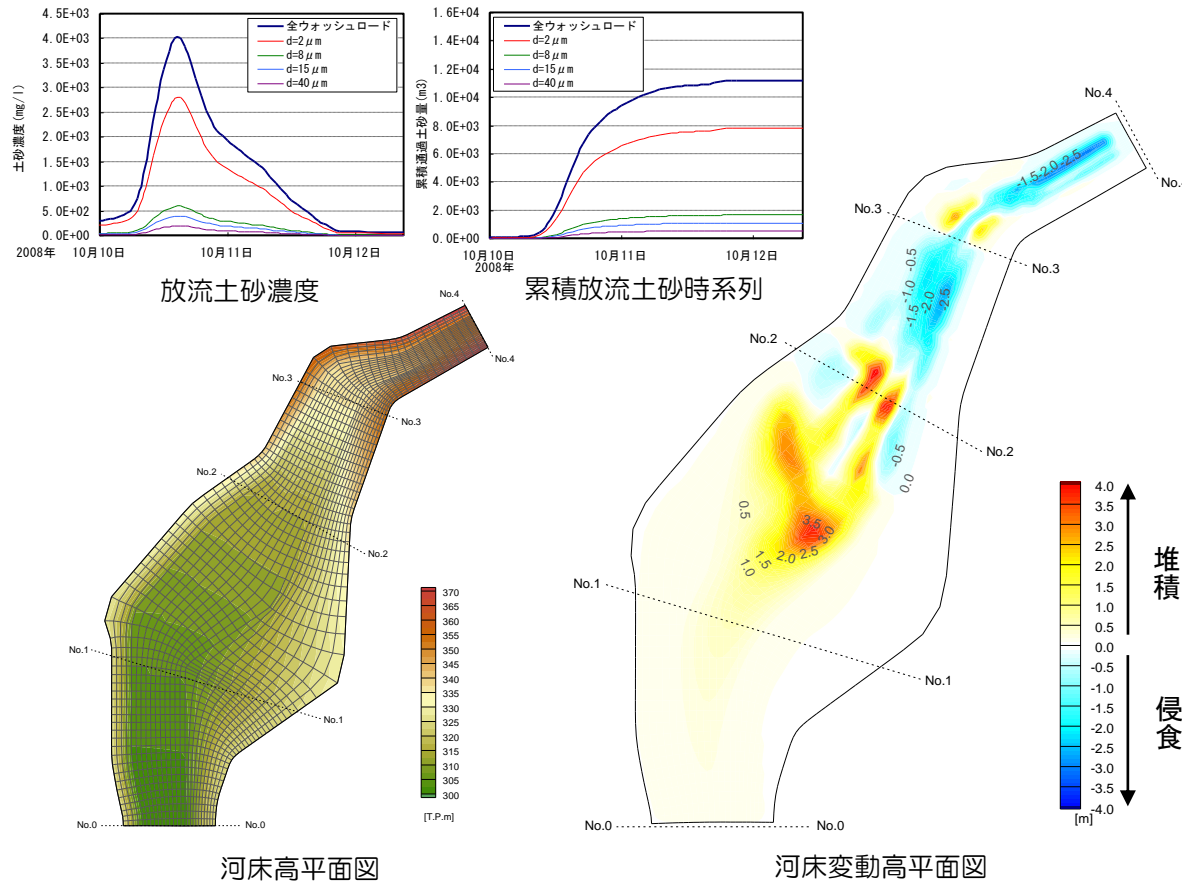 4.5E+03
4.0E+03
3.5E+03
3.0E+03
2.5E+03
2.0E+03
1.5E+03
1.0E+03
5.0E+02
0.0E+00
土砂濃度(mg/l)
全ウォッシュロード
d=2μm
d=8μm
d=15μm
d=40μm
10月10日
10月11日
10月12日
2008年
放流土砂濃度
1.6E+04
1.4E+04
1.2E+04
1.0E+04
8.0E+03
6.0E+03
4.0E+03
2.0E+03
0.0E+00
累積通過土砂量(m3)
全ウォッシュロード
d=2μm
d=8μm
d=15μm
d=40μm
10月10日
10月11日
10月12日
2008年
累積放流土砂時系列
No.4
No.4
No.3
No.3
No.2
No.2
No.1
No.1
No.0
No.0
370
365
360
355
350
345
340
335
330
325
320
315
310
305
300
[T.P.m]
河床高平面図
No.4
No.
-1.5
-2.0
-2.5
No.3
No.3
-0.5
-1.0
-1.5
-2.0
-2.5
No.2
No.2
-0.5
0.0
0.5
3.5
3.0
2.5
2.0
1.5
1.0
No.1
No.1
No.0
No.0
4.0
3.5
3.0
2.5
2.0
1.5
1.0
0.5
0.0
-0.5
-1.0
-1.5
-2.0
-2.5
-3.0
-3.5
-4.0
[m]
堆積
侵食
河床変動高平面図